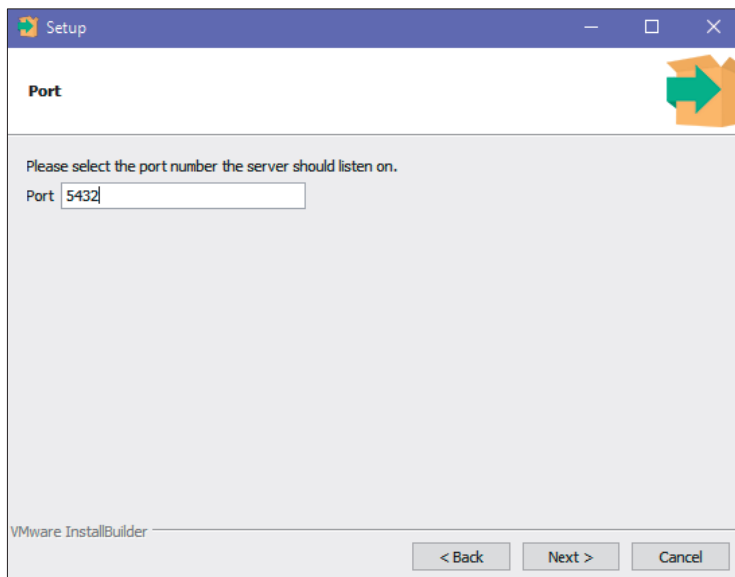 Setup
Port
Please select the port number the server should listen on.
Port 5432
VMware InstallBuilder
< Back Next > Cancel